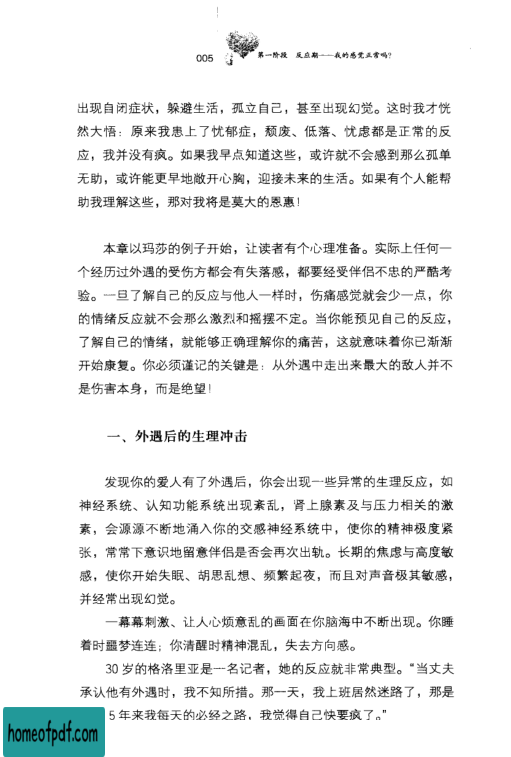 005
第一阶段　反应期——我的感觉正常吗?
出现自闭症状，躲避生活，孤立自己，甚至出现幻觉。这时我才恍
然大悟：原来我患上了忧郁症，颓废、低落、忧虑都是正常的反
应，我并没有疯。如果我早点知道这些，或许就不会感到那么孤单
无助，或许能更早地敞开心胸，迎接未来的生活。如果有个人能帮
助我理解这些，那对我将是莫大的恩惠！
本章以玛莎的例子开始，让读者有个心理准备。实际上任何一
个经历过外遇的受伤方都会有失落感，都要经受伴侣不忠的严酷考
验。一旦了解自己的反应与他人一样时，伤痛感觉就会少一点，你
的情绪反应就不会那么激烈和摇摆不定。当你能预见自己的反应，
了解自己的情绪，就能够正确理解你的痛苦，这就意味着你已渐渐
开始康复。你必须谨记的关键是：从外遇中走出来最大的敌人并不
是伤害本身，而是绝望！
一、外遇后的生理冲击
发现你的爱人有了外遇后，你会出现一些异常的生理反应，如
神经系统、认知功能系统出现紊乱，肾上腺素及与压力相关的激
素，会源源不断地涌入你的交感神经系统中，使你的精神极度紧
张，常常下意识地留意伴侣是否会再次出轨。长期的焦虑与高度敏
感，使你开始失眠、胡思乱想、频繁起夜，而且对声音极其敏感，
并经常出现幻觉。
一幕幕刺激、让人心烦意乱的画面在你脑海中不断出现。你睡
着时噩梦连连；你清醒时精神混乱，失去方向感。
30 岁的格洛里亚是一名记者，她的反应就非常典型。“当丈夫
承认他有外遇时，我不知所措。那一天，我上班居然迷路了，那是
5 年来我每天的必经之路，我觉得自己快要疯了。”
homeofpdf.com